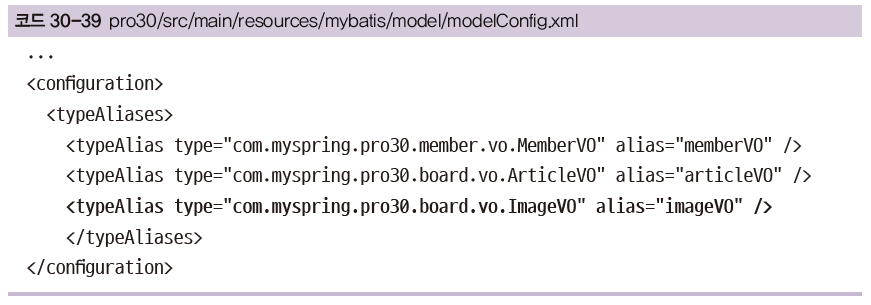 코드 30-39 pro30/src/main/resources/mybatis/model/modelConfig.xml
...
<configuration>
  <typeAliases>
    <typeAlias type="com.myspring.pro30.member.vo.MemberVO" alias="memberVO" />
    <typeAlias type="com.myspring.pro30.board.vo.ArticleVO" alias="articleVO" />
    <typeAlias type="com.myspring.pro30.board.vo.ImageVO" alias="imageVO" />
    </typeAliases>
</configuration>